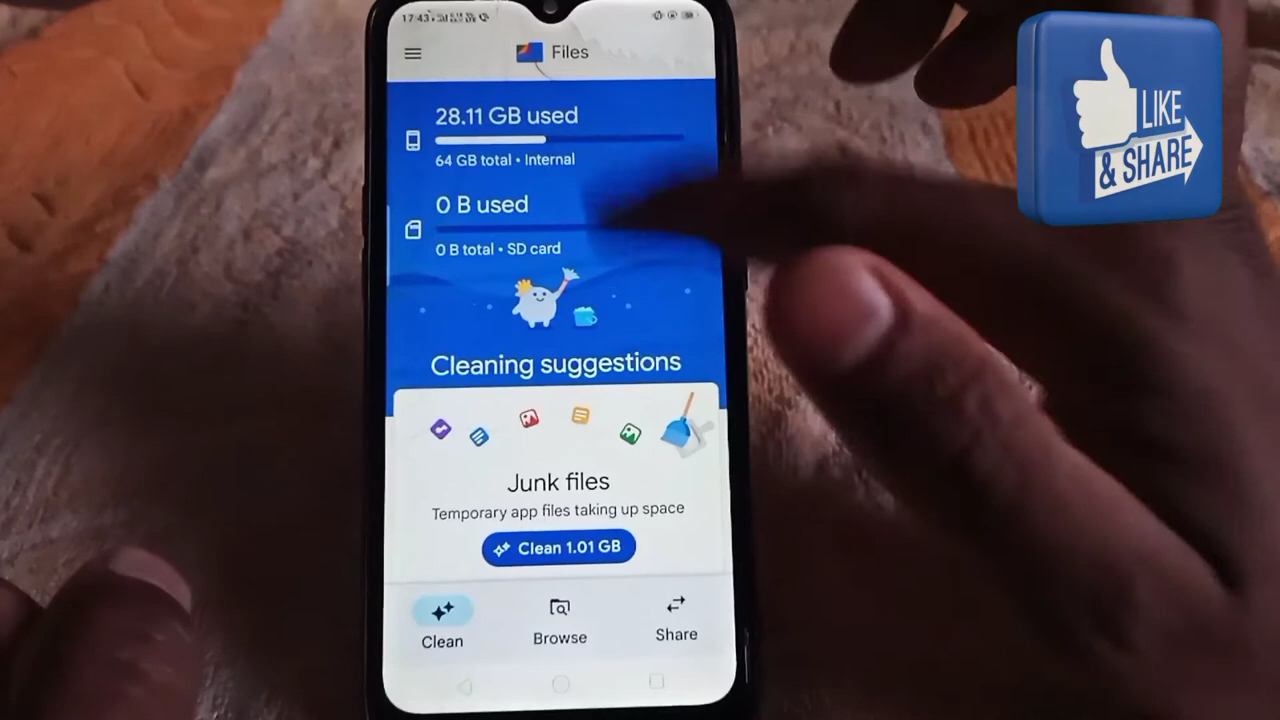 17:43
Files
28.11 GB used
64 GB total • Internal
0 B used
0 B total • SD card
Cleaning suggestions
Junk files
Temporary app files taking up space
Clean 1.01 GB
Clean
Browse
Share
LIKE
& SHARE